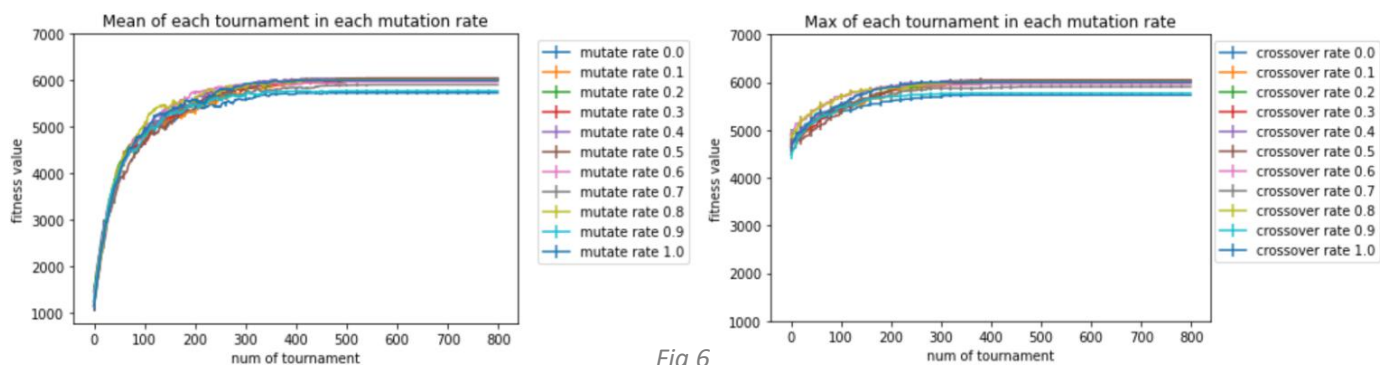 Mean of each tournament in each mutation rate
7000
6000
5000
4000
3000
2000
1000
fitness value
0 100 200 300 400 500 600 700 800
num of tournament
mutate rate 0.0
mutate rate 0.1
mutate rate 0.2
mutate rate 0.3
mutate rate 0.4
mutate rate 0.5
mutate rate 0.6
mutate rate 0.7
mutate rate 0.8
mutate rate 0.9
mutate rate 1.0
Max of each tournament in each mutation rate
7000
6000
5000
4000
3000
2000
1000
fitness value
0 100 200 300 400 500 600 700 800
num of tournament
crossover rate 0.0
crossover rate 0.1
crossover rate 0.2
crossover rate 0.3
crossover rate 0.4
crossover rate 0.5
crossover rate 0.6
crossover rate 0.7
crossover rate 0.8
crossover rate 0.9
crossover rate 1.0
Fig 6